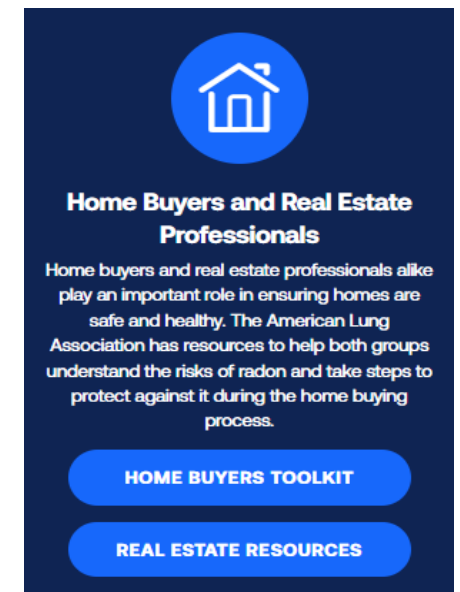 Home Buyers and Real Estate
Professionals
Home buyers and real estate professionals alike
play an important role in ensuring homes are
safe and healthy. The American Lung
Association has resources to help both groups
understand the risks of radon and take steps to
protect against it during the home buying
process.
HOME BUYERS TOOLKIT
REAL ESTATE RESOURCES